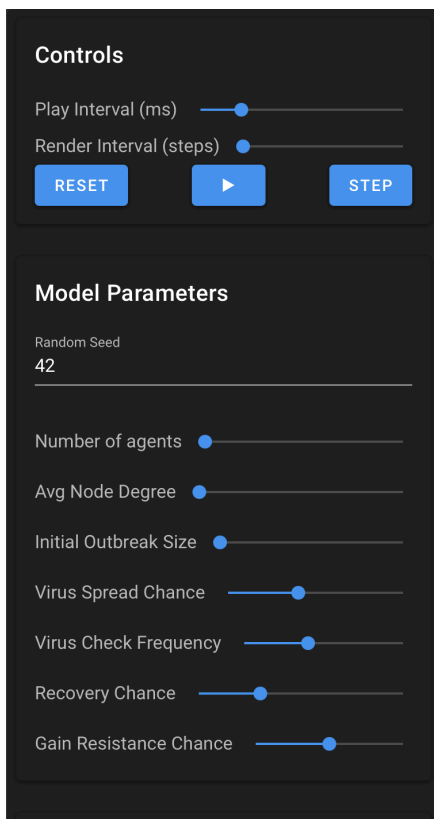 Controls
Play Interval (ms)
Render Interval (steps)
RESET STEP
Model Parameters
Random Seed
42
Number of agents
Avg Node Degree
Initial Outbreak Size
Virus Spread Chance
Virus Check Frequency
Recovery Chance
Gain Resistance Chance